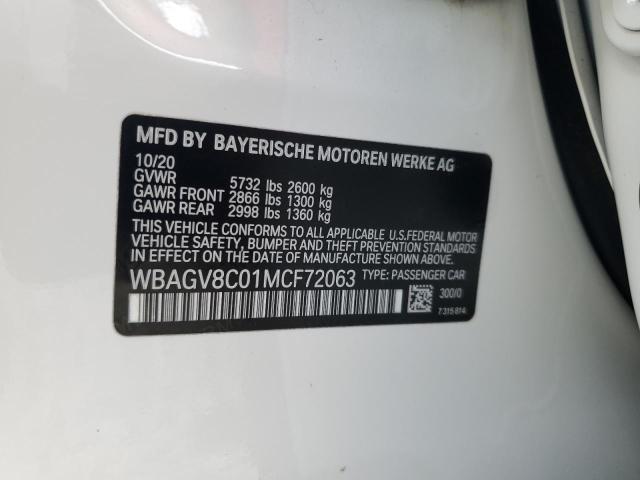 MFD BY BAYERISCHE MOTOREN WERKE AG
10/20
GVWR 5732 lbs 2600 kg
GAWR FRONT 2866 lbs 1300 kg
GAWR REAR 2998 lbs 1360 kg
THIS VEHICLE CONFORMS TO ALL APPLICABLE U.S.FEDERAL MOTOR
VEHICLE SAFETY, BUMPER AND THEFT PREVENTION STANDARDS
IN EFFECT ON THE DATE OF MANUFACTURE SHOWN ABOVE.
WBAGV8C01MCF72063 TYPE: PASSENGER CAR
300/0
7 315 814